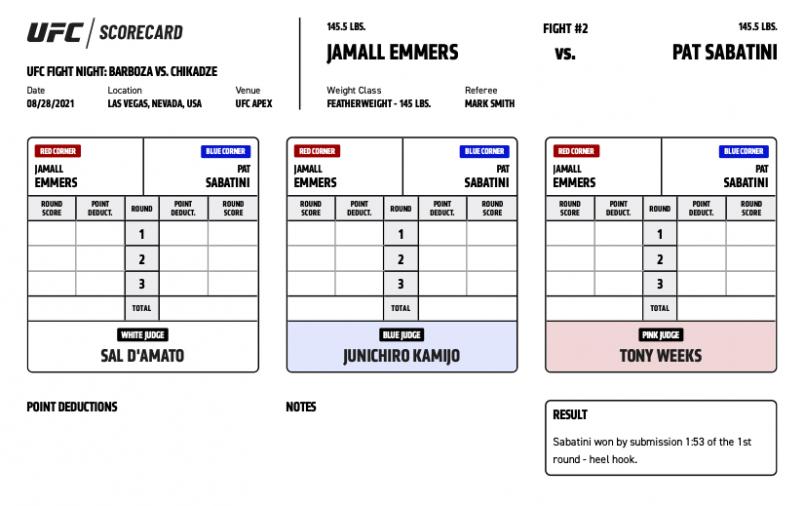 UFC SCORECARD
UFC FIGHT NIGHT: BARBOZA VS. CHIKADZE
Date Location Venue
08/28/2021 LAS VEGAS, NEVADA, USA UFC APEX
145.5 LBS. FIGHT #2 145.5 LBS.
JAMALL EMMERS VS. PAT SABATINI
Weight Class Referee
FEATHERWEIGHT - 145 LBS. MARK SMITH
RED CORNER BLUE CORNER
JAMALL PAT
EMMERS SABATINI
ROUND POINT ROUND POINT ROUND
SCORE DEDUCT. DEDUCT. SCORE
1
2
3
TOTAL
WHITE JUDGE
SAL D'AMATO
RED CORNER BLUE CORNER
JAMALL PAT
EMMERS SABATINI
ROUND POINT ROUND POINT ROUND
SCORE DEDUCT. DEDUCT. SCORE
1
2
3
TOTAL
BLUE JUDGE
JUNICHIRO KAMIJO
RED CORNER BLUE CORNER
JAMALL PAT
EMMERS SABATINI
ROUND POINT ROUND POINT ROUND
SCORE DEDUCT. DEDUCT. SCORE
1
2
3
TOTAL
PINK JUDGE
TONY WEEKS
POINT DEDUCTIONS
NOTES
RESULT
Sabatini won by submission 1:53 of the 1st
round - heel hook.